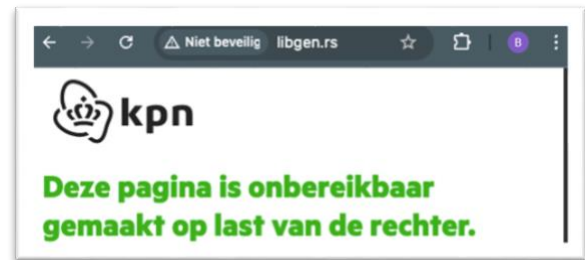 Niet beveilig libgen.rs B
kpn
Deze pagina is onbereikbaar
gemaakt op last van de rechter.